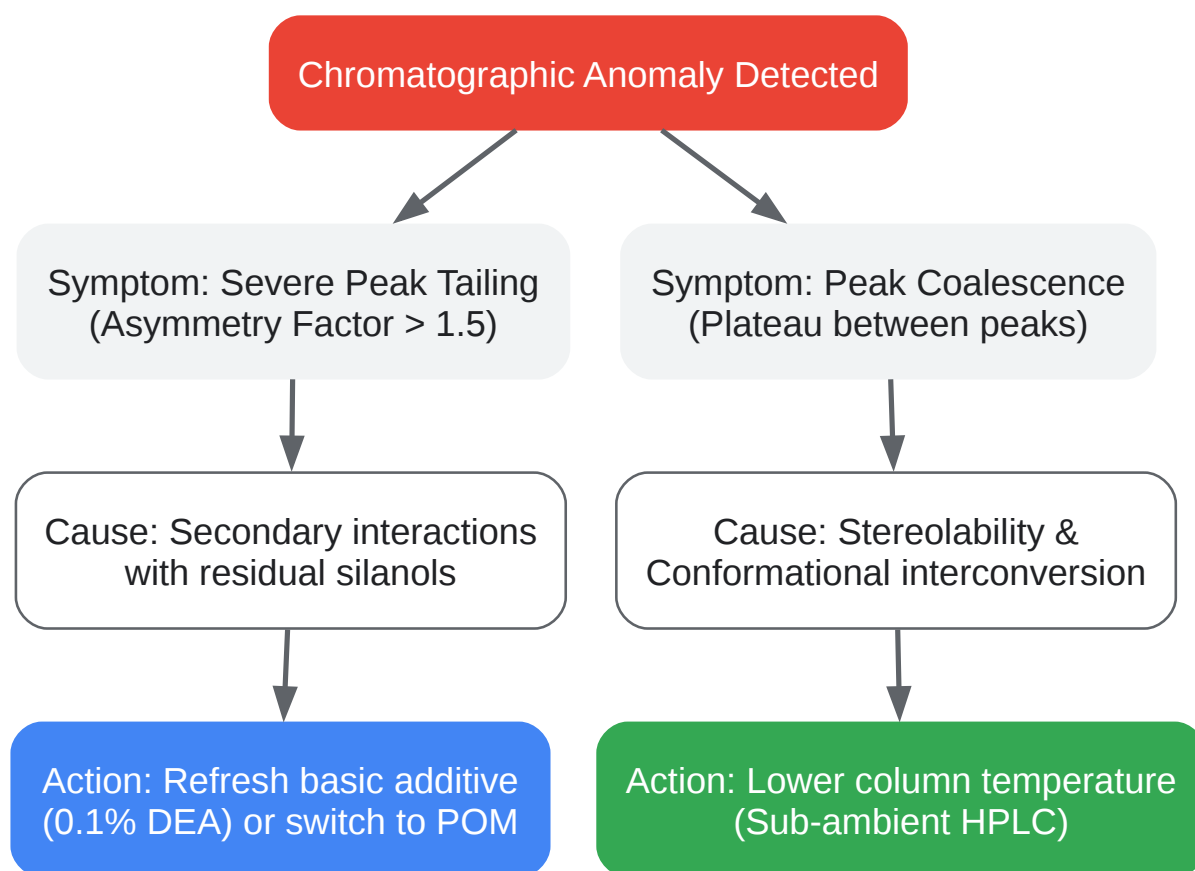 Chromatographic Anomaly Detected
Symptom: Severe Peak Tailing
(Asymmetry Factor > 1.5)
Symptom: Peak Coalescence
(Plateau between peaks)
Cause: Secondary interactions
with residual silanols
Cause: Stereolability &
Conformational interconversion
Action: Refresh basic additive
(0.1% DEA) or switch to POM
Action: Lower column temperature
(Sub-ambient HPLC)